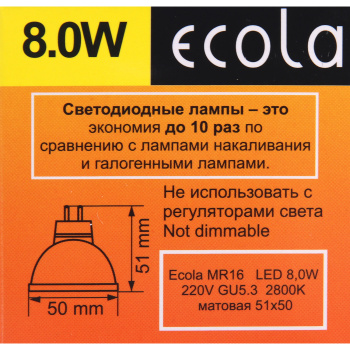 8.0W ecola
Светодиодные лампы – это
экономия до 10 раз по
сравнению с лампами накаливания
и галогенными лампами.
Не использовать с
регуляторами света
Not dimmable
51 mm
50 mm
Ecola MR16 LED 8,0W
220V GU5.3 2800K
матовая 51x50